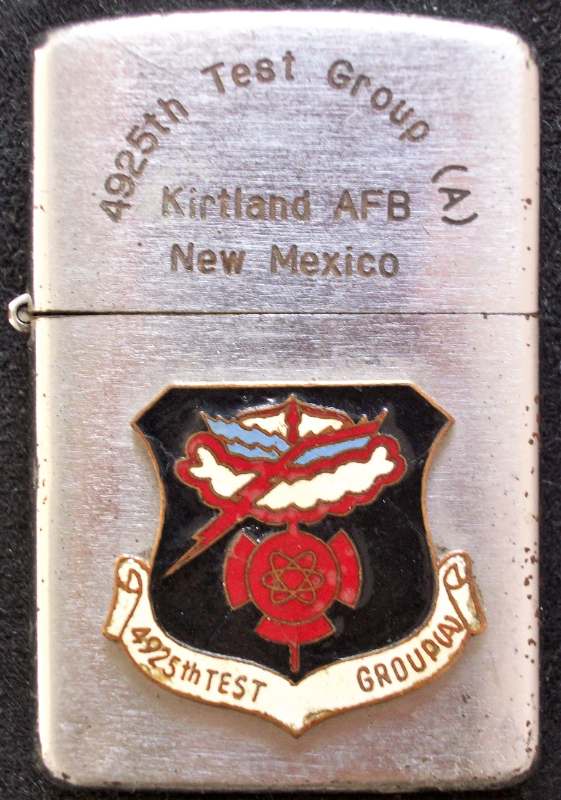 4925th Test Group (A)
Kirtland AFB
New Mexico
4925th TEST GROUP(A)